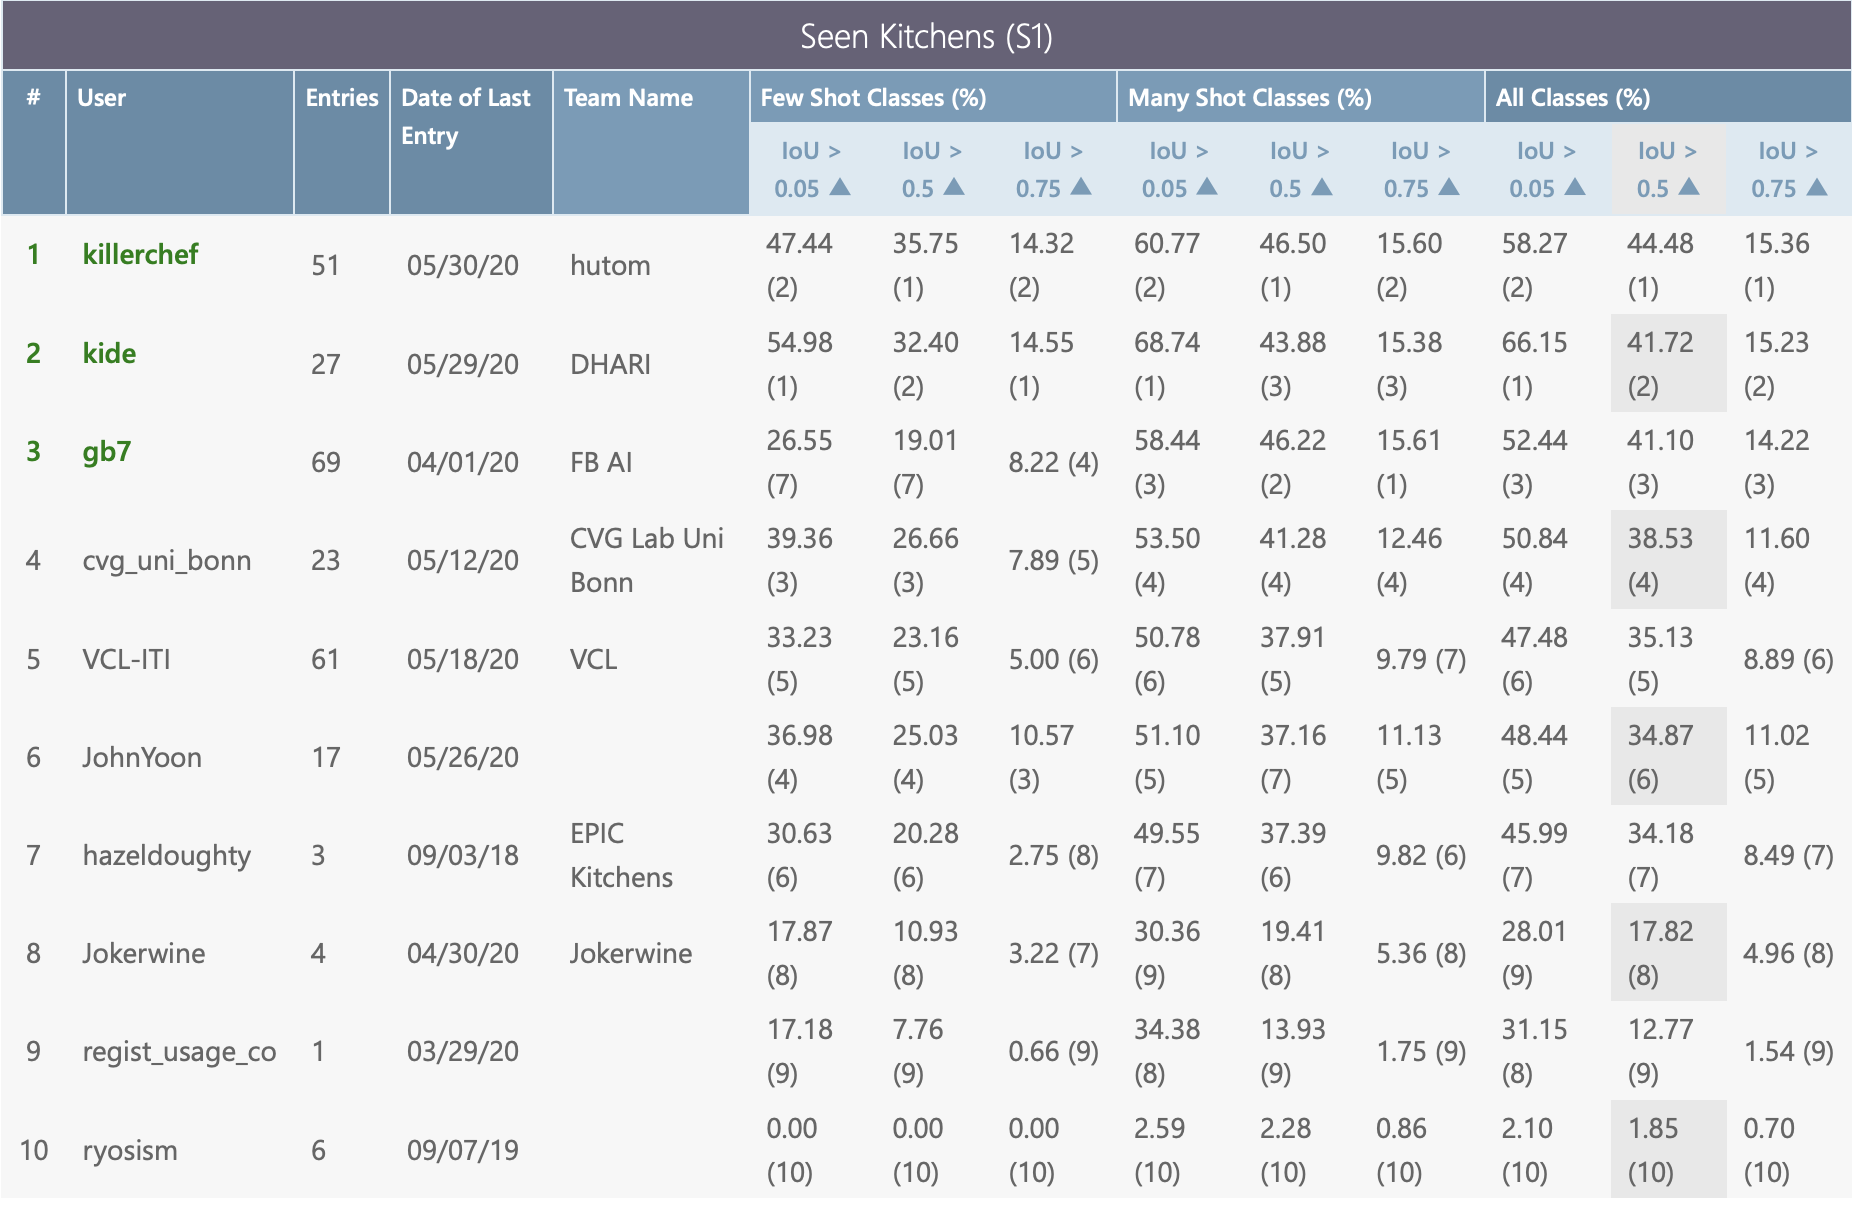 Seen Kitchens (S1)
# User Entries Date of Last Entry Team Name Few Shot Classes (%) Many Shot Classes (%) All Classes (%)
IoU > 0.05 ▲ IoU > 0.5 ▲ IoU > 0.75 ▲ IoU > 0.05 ▲ IoU > 0.5 ▲ IoU > 0.75 ▲ IoU > 0.05 ▲ IoU > 0.5 ▲ IoU > 0.75 ▲
1 killerchef 51 05/30/20 hutom 47.44 (2) 35.75 (1) 14.32 (2) 60.77 (2) 46.50 (1) 15.60 (2) 58.27 (2) 44.48 (1) 15.36 (1)
2 kide 27 05/29/20 DHARI 54.98 (1) 32.40 (2) 14.55 (1) 68.74 (1) 43.88 (3) 15.38 (3) 66.15 (1) 41.72 (2) 15.23 (2)
3 gb7 69 04/01/20 FB AI 26.55 (7) 19.01 (7) 8.22 (4) 58.44 (3) 46.22 (2) 15.61 (1) 52.44 (3) 41.10 (3) 14.22 (3)
4 cvg_uni_bonn 23 05/12/20 CVG Lab Uni Bonn 39.36 (3) 26.66 (3) 7.89 (5) 53.50 (4) 41.28 (4) 12.46 (4) 50.84 (4) 38.53 (4) 11.60 (4)
5 VCL-ITI 61 05/18/20 VCL 33.23 (5) 23.16 (5) 5.00 (6) 50.78 (6) 37.91 (5) 9.79 (7) 47.48 (6) 35.13 (5) 8.89 (6)
6 JohnYoon 17 05/26/20 36.98 (4) 25.03 (4) 10.57 (3) 51.10 (5) 37.16 (7) 11.13 (5) 48.44 (5) 34.87 (6) 11.02 (5)
7 hazeldoughty 3 09/03/18 EPIC Kitchens 30.63 (6) 20.28 (6) 2.75 (8) 49.55 (7) 37.39 (6) 9.82 (6) 45.99 (7) 34.18 (7) 8.49 (7)
8 Jokerwine 4 04/30/20 Jokerwine 17.87 (8) 10.93 (8) 3.22 (7) 30.36 (9) 19.41 (8) 5.36 (8) 28.01 (9) 17.82 (8) 4.96 (8)
9 regist_usage_co 1 03/29/20 17.18 (9) 7.76 (9) 0.66 (9) 34.38 (8) 13.93 (9) 1.75 (9) 31.15 (8) 12.77 (9) 1.54 (9)
10 ryosism 6 09/07/19 0.00 (10) 0.00 (10) 0.00 (10) 2.59 (10) 2.28 (10) 0.86 (10) 2.10 (10) 1.85 (10) 0.70 (10)